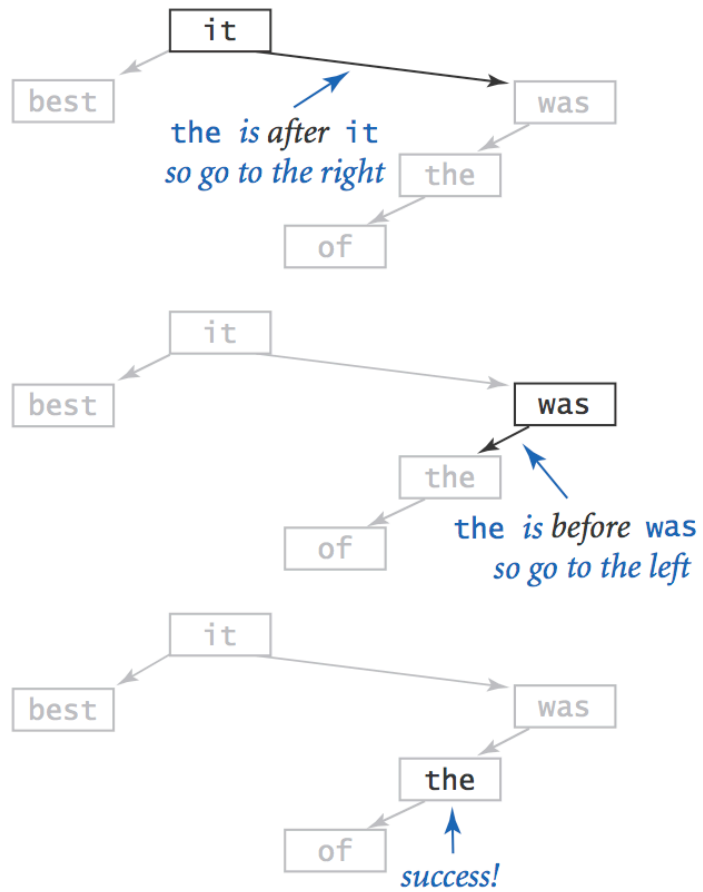 it
best
was
the is after it
so go to the right
the
of
it
best
was
the
the is before was
of
so go to the left
it
best
was
the
of
success!